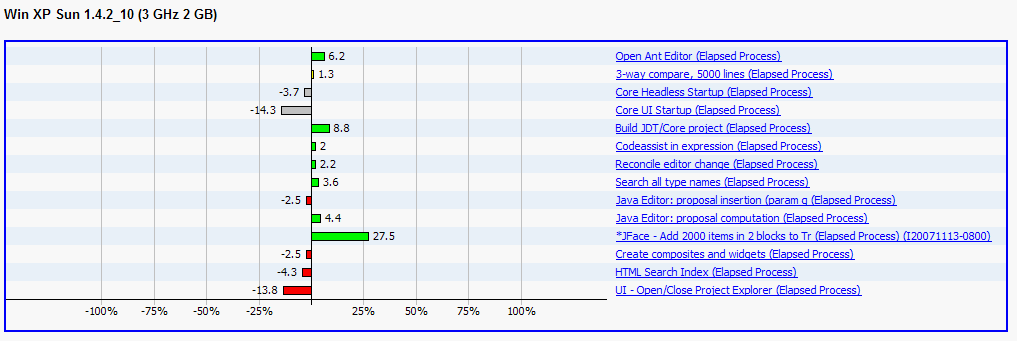 Win XP Sun 1.4.2_10 (3 GHz 2 GB)
6.2 Open Ant Editor (Elapsed Process)
1.3 3-way compare, 5000 lines (Elapsed Process)
-3.7 Core Headless Startup (Elapsed Process)
-14.3 Core UI Startup (Elapsed Process)
8.8 Build JDT/Core project (Elapsed Process)
2 Codeassist in expression (Elapsed Process)
2.2 Reconcile editor change (Elapsed Process)
3.6 Search all type names (Elapsed Process)
-2.5 Java Editor: proposal insertion (param g (Elapsed Process)
4.4 Java Editor: proposal computation (Elapsed Process)
27.5 *JFace - Add 2000 items in 2 blocks to Tr (Elapsed Process) (I20071113-0800)
-2.5 Create composites and widgets (Elapsed Process)
-4.3 HTML Search Index (Elapsed Process)
-13.8 UI - Open/Close Project Explorer (Elapsed Process)
-100% -75% -50% -25% 25% 50% 75% 100%